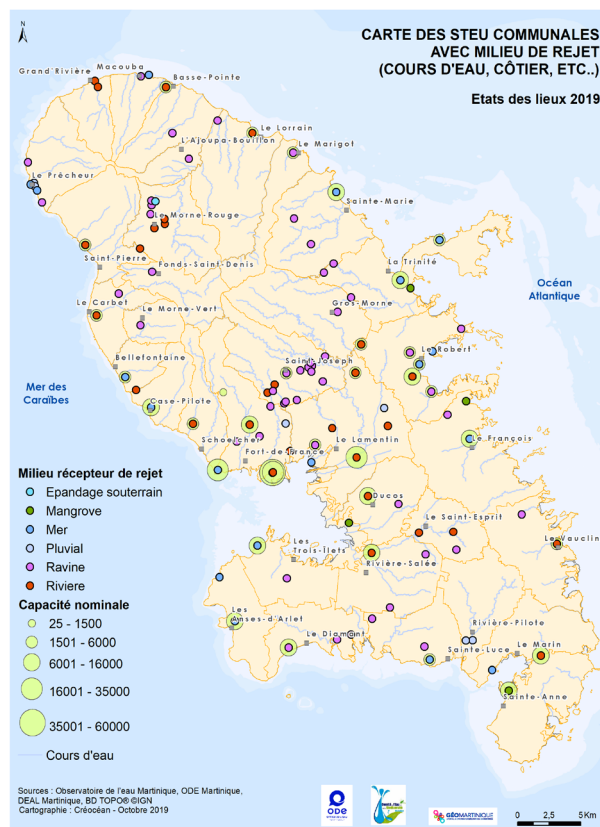 N
CARTE DES STEU COMMUNALES
AVEC MILIEU DE REJET
(COURS D'EAU, CÔTIER, ETC..)
Etats des lieux 2019
Grand'Rivière
Macouba
Basse-Pointe
L'Ajoupa-Bouillon
Le Lorrain
Le Marigot
Le Prêcheur
Le Morne-Rouge
Sainte-Marie
Saint-Pierre
Fonds-Saint-Denis
La Trinité
Océan
Atlantique
Le Carbet
Le Morne-Vert
Gros-Morne
Mer des
Caraïbes
Bellefontaine
Saint-Joseph
Le Robert
Case-Pilote
Schoelcher
Fort-de-France
Le Lamentin
Le François
Milieu récepteur de rejet
Epandage souterrain
Mangrove
Mer
Pluvial
Ravine
Riviere
Capacité nominale
25 - 1500
1501 - 6000
6001 - 16000
16001 - 35000
35001 - 60000
Cours d'eau
Ducos
Le Saint-Esprit
Le Vauclin
Les
Trois-Îlets
Rivière-Salée
Les
Anses-d'Arlet
Le Diamant
Rivière-Pilote
Sainte-Luce
Le Marin
Sainte-Anne
Sources : Observatoire de l'eau Martinique, ODE Martinique,
DEAL Martinique, BD TOPO® ©IGN
Cartographie : Créocéan - Octobre 2019
GÉOMARTINIQUE
0 2,5 5 Km